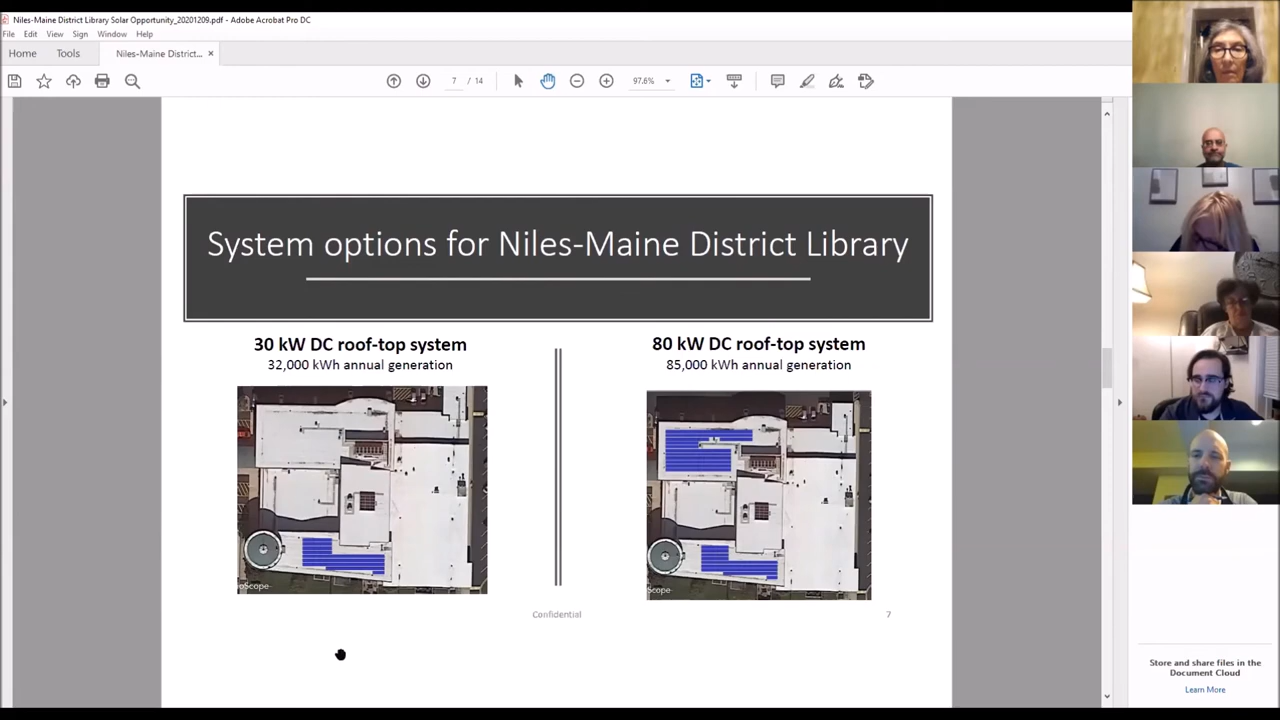 Niles-Maine District Library Solar Opportunity_20201209.pdf - Adobe Acrobat Pro DC
File Edit View Sign Window Help
Home Tools Niles-Maine District... ×
7 / 14 97.6%
System options for Niles-Maine District Library
30 kW DC roof-top system
32,000 kWh annual generation
80 kW DC roof-top system
85,000 kWh annual generation
oScope
Scope
Confidential
7
Store and share files in the
Document Cloud
Learn More